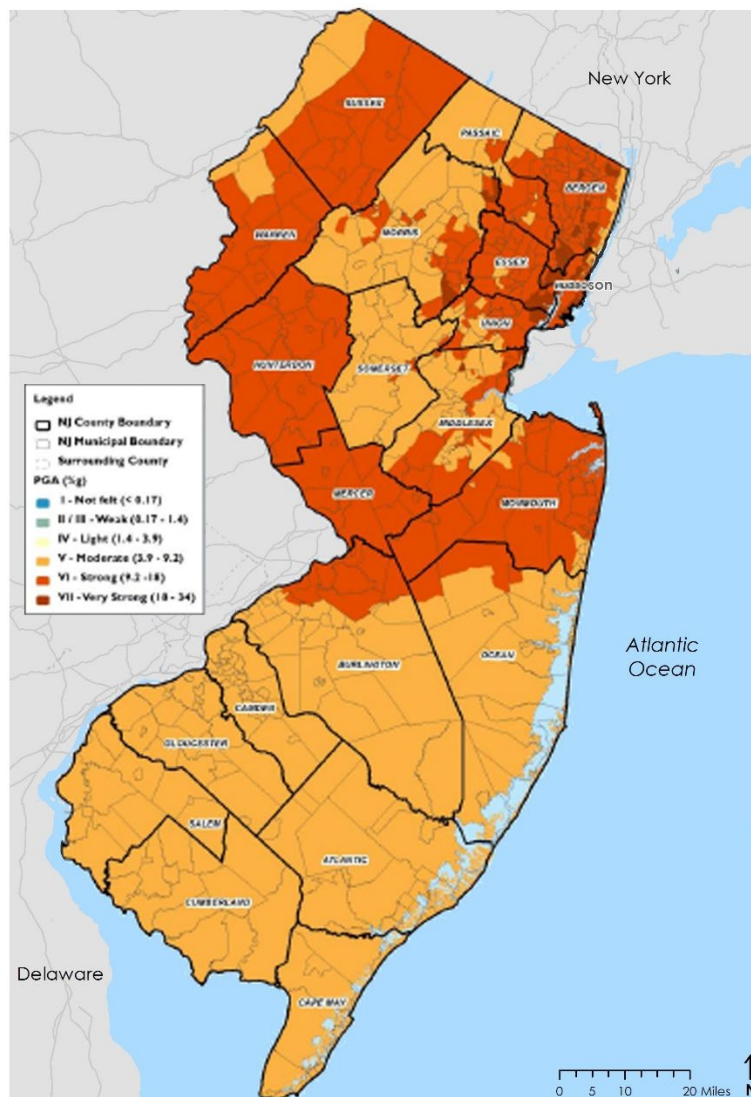 New York
SUSSEX
PASSAIC
BERGEN
WARREN
MORRIS
ESSEX
HUDSON
UNION
HUNTERDON
SOMERSET
MIDDLESEX
MERCER
MONMOUTH
Legend
NJ County Boundary
NJ Municipal Boundary
Surrounding County
PGA (%g)
I - Not felt (< 0.17)
II / III - Weak (0.17 - 1.4)
IV - Light (1.4 - 3.9)
V - Moderate (3.9 - 9.2)
VI - Strong (9.2 -18)
VII - Very Strong (18 - 34)
OCEAN
BURLINGTON
Atlantic
Ocean
CAMDEN
GLOUCESTER
SALEM
ATLANTIC
CUMBERLAND
Delaware
CAPE MAY
0 5 10 20 Miles
N